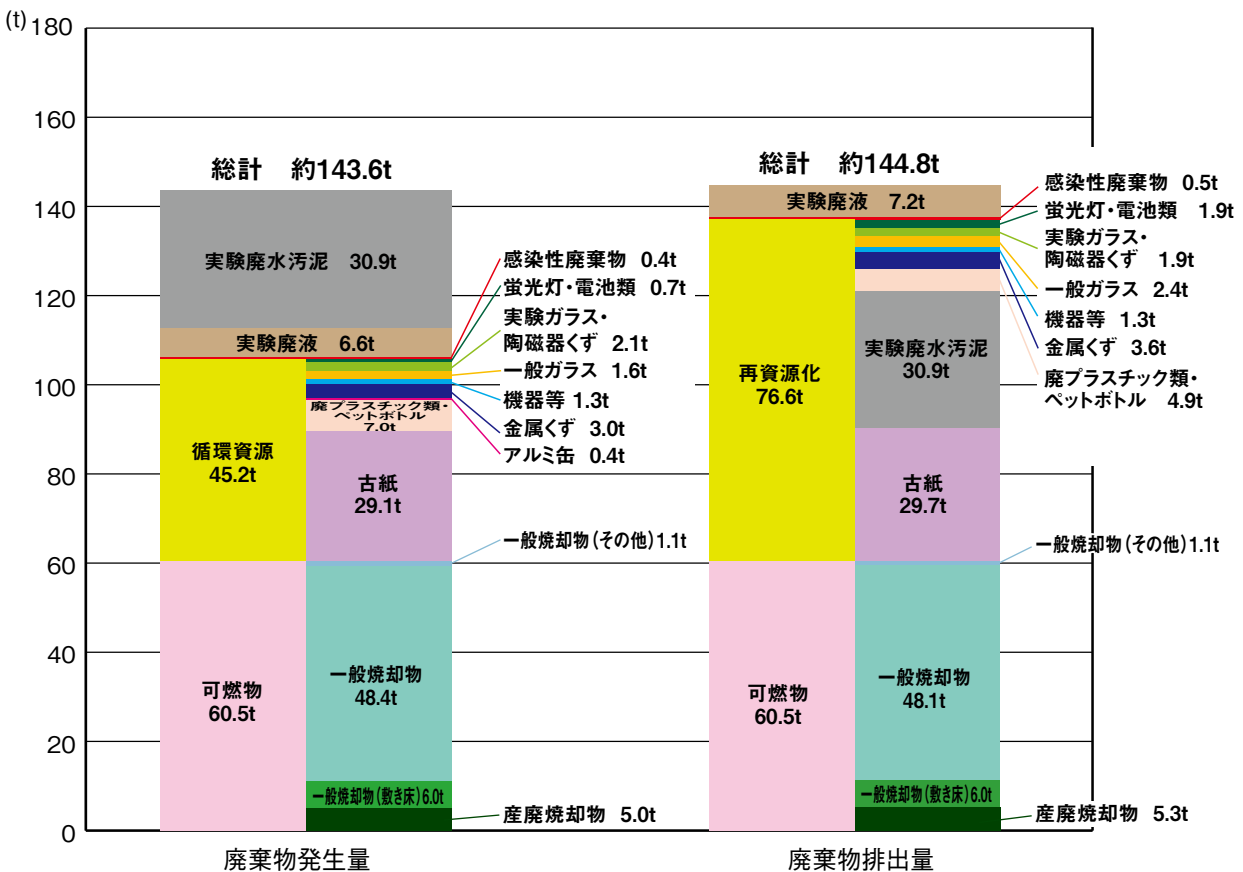 (t)
180
160
140
120
100
80
60
40
20
0
総計　約143.6t
実験廃水汚泥　30.9t
実験廃液　6.6t
循環資源
45.2t
可燃物
60.5t
廃プラスチック類・
ペットボトル
7.0t
古紙
29.1t
一般焼却物
48.4t
一般焼却物(敷き床)6.0t
感染性廃棄物　0.4t
蛍光灯・電池類　0.7t
実験ガラス・
陶磁器くず　2.1t
一般ガラス　1.6t
機器等 1.3t
金属くず　3.0t
アルミ缶　0.4t
一般焼却物(その他)1.1t
産廃焼却物　5.0t
廃棄物発生量
総計　約144.8t
実験廃液　7.2t
再資源化
76.6t
可燃物
60.5t
実験廃水汚泥
30.9t
古紙
29.7t
一般焼却物
48.1t
一般焼却物(敷き床)6.0t
感染性廃棄物　0.5t
蛍光灯・電池類　1.9t
実験ガラス・
陶磁器くず　1.9t
一般ガラス　2.4t
機器等　1.3t
金属くず　3.6t
廃プラスチック類・
ペットボトル　4.9t
一般焼却物(その他)1.1t
産廃焼却物　5.3t
廃棄物排出量